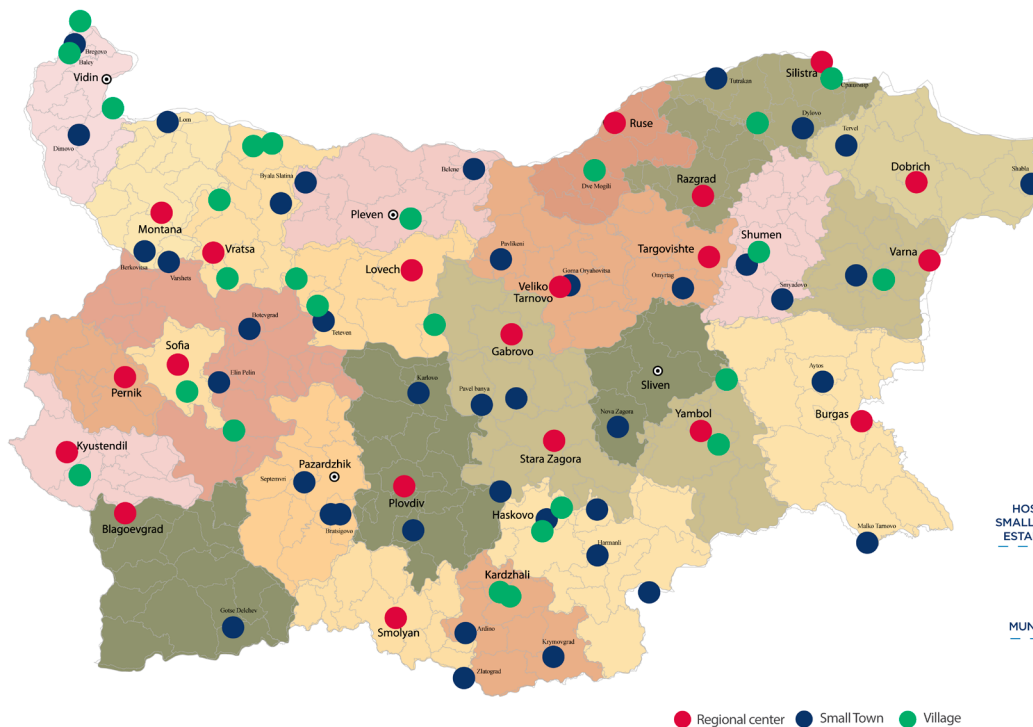 Bregovo
Baley
Vidin
Dimovo
Lom
Byala Slatina
Belene
Pleven
Montana
Vratsa
Berkovitsa
Varshets
Lovech
Pavlikeni
Gorna Oryahovitsa
Veliko
Tarnovo
Ruse
Dve Mogili
Tutrakan
Silistra
Dylovo
Tervel
Razgrad
Dobrich
Shabla
Shumen
Targovishte
Omyrtag
Smyadovo
Varna
Botevgrad
Teteven
Sofia
Elin Pelin
Pernik
Gabrovo
Karlovo
Pavel banya
Sliven
Nova Zagora
Yambol
Aytos
Burgas
Kyustendil
Pazardzhik
Septemvri
Bratsigovo
Plovdiv
Stara Zagora
Haskovo
Harmanli
Malko Tarnovo
Blagoevgrad
Kardzhali
Gotse Delchev
Smolyan
Ardino
Krymovgrad
Zlatograd
HOS
SMALL
ESTA
MUN
Regional center
Small Town
Village